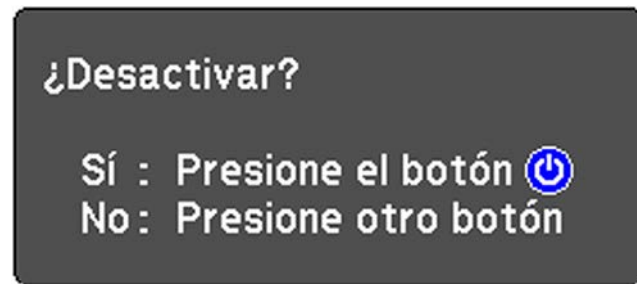 ¿Desactivar?
Sí : Presione el botón
No : Presione otro botón